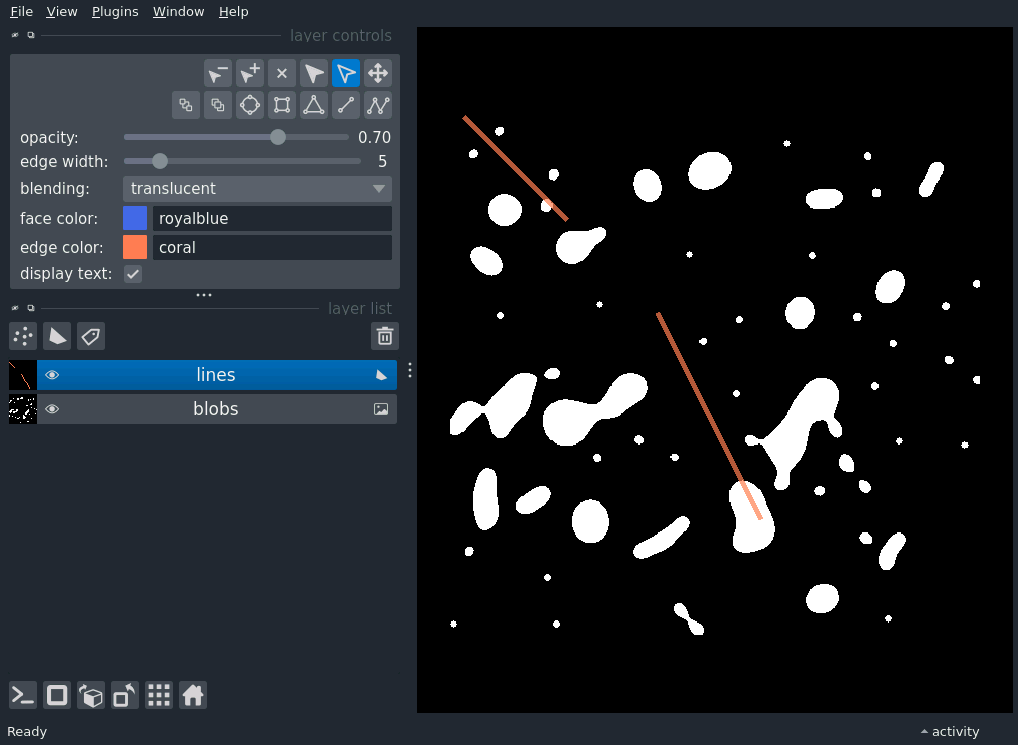 File View Plugins Window Help
layer controls
opacity: 0.70
edge width: 5
blending: translucent
face color: royalblue
edge color: coral
display text:
layer list
lines
blobs
Ready activity